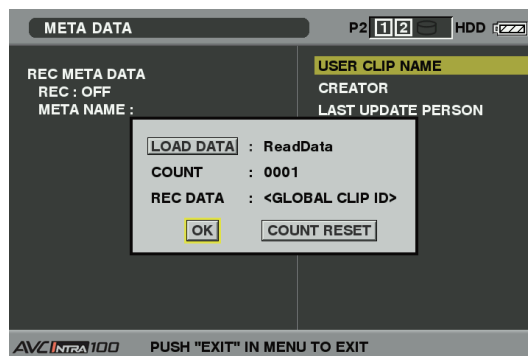 META DATA
P2 1 2 HDD
REC META DATA
REC : OFF
META NAME :
USER CLIP NAME
CREATOR
LAST UPDATE PERSON
LOAD DATA : ReadData
COUNT : 0001
REC DATA : <GLOBAL CLIP ID>
OK COUNT RESET
AVC INTRA 100 PUSH "EXIT" IN MENU TO EXIT